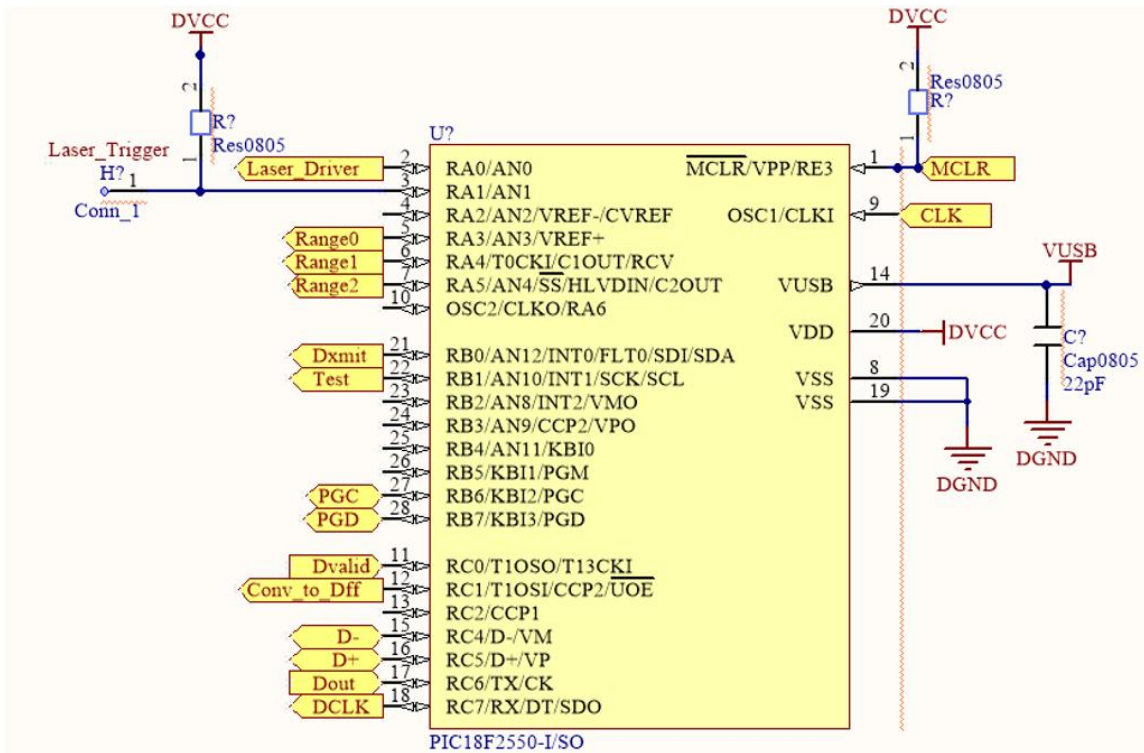 DVCC
DVCC
2
R?
Res0805
1
2
Res0805
R?
1
Laser_Trigger
H?
1
Conn_1
U?
Laser_Driver 2 RA0/AN0
3 RA1/AN1
4 RA2/AN2/VREF-/CVREF
Range0 5 RA3/AN3/VREF+
Range1 6 RA4/T0CKI/C1OUT/RCV
Range2 7 RA5/AN4/SS/HLVDIN/C2OUT
10 OSC2/CLKO/RA6
Dxmit 21 RB0/AN12/INT0/FLT0/SDI/SDA
Test 22 RB1/AN10/INT1/SCK/SCL
23 RB2/AN8/INT2/VMO
24 RB3/AN9/CCP2/VPO
25 RB4/AN11/KBI0
26 RB5/KBI1/PGM
PGC 27 RB6/KBI2/PGC
PGD 28 RB7/KBI3/PGD
Dvalid 11 RC0/T1OSO/T13CKI
Conv_to_Dff 12 RC1/T1OSI/CCP2/UOE
13 RC2/CCP1
D- 15 RC4/D-/VM
D+ 16 RC5/D+/VP
Dout 17 RC6/TX/CK
DCLK 18 RC7/RX/DT/SDO
MCLR/VPP/RE3 1 MCLR
OSC1/CLKI 9 CLK
VUSB 14
VUSB
VDD 20 DVCC
VSS 8
VSS 19
C?
Cap0805
22pF
DGND
DGND
PIC18F2550-I/SO